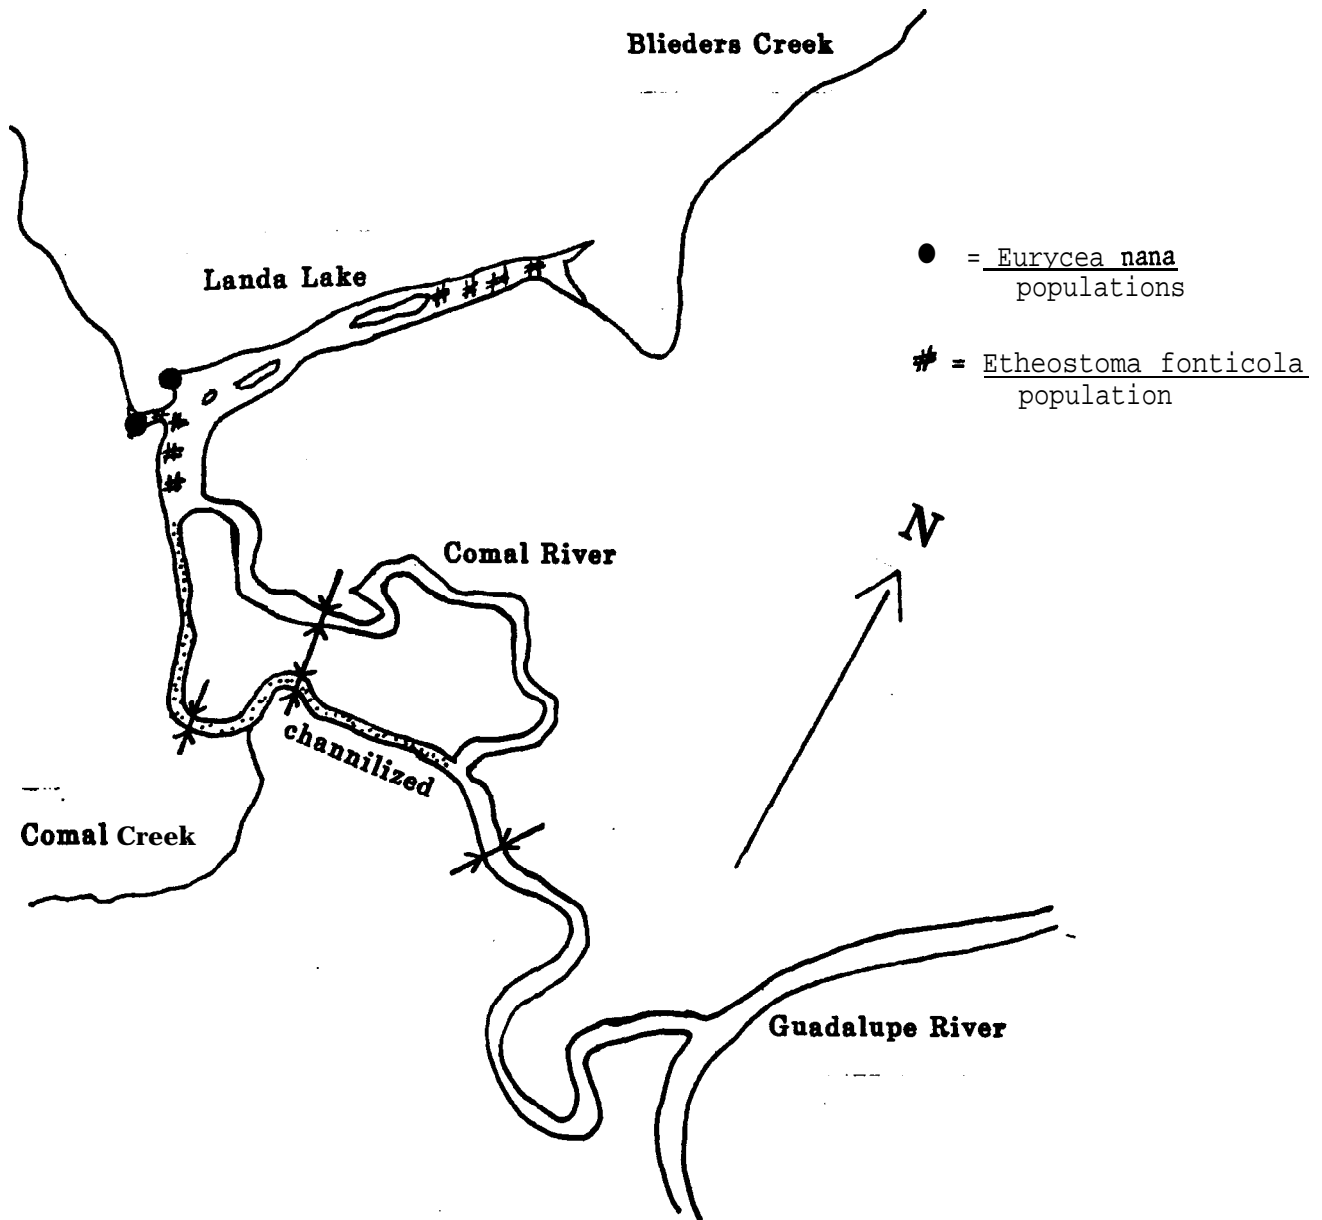 Blieders Creek
Landa Lake
● = Eurycea nana
populations
# = Etheostoma fonticola
population
N
Comal River
channilized
Comal Creek
Guadalupe River